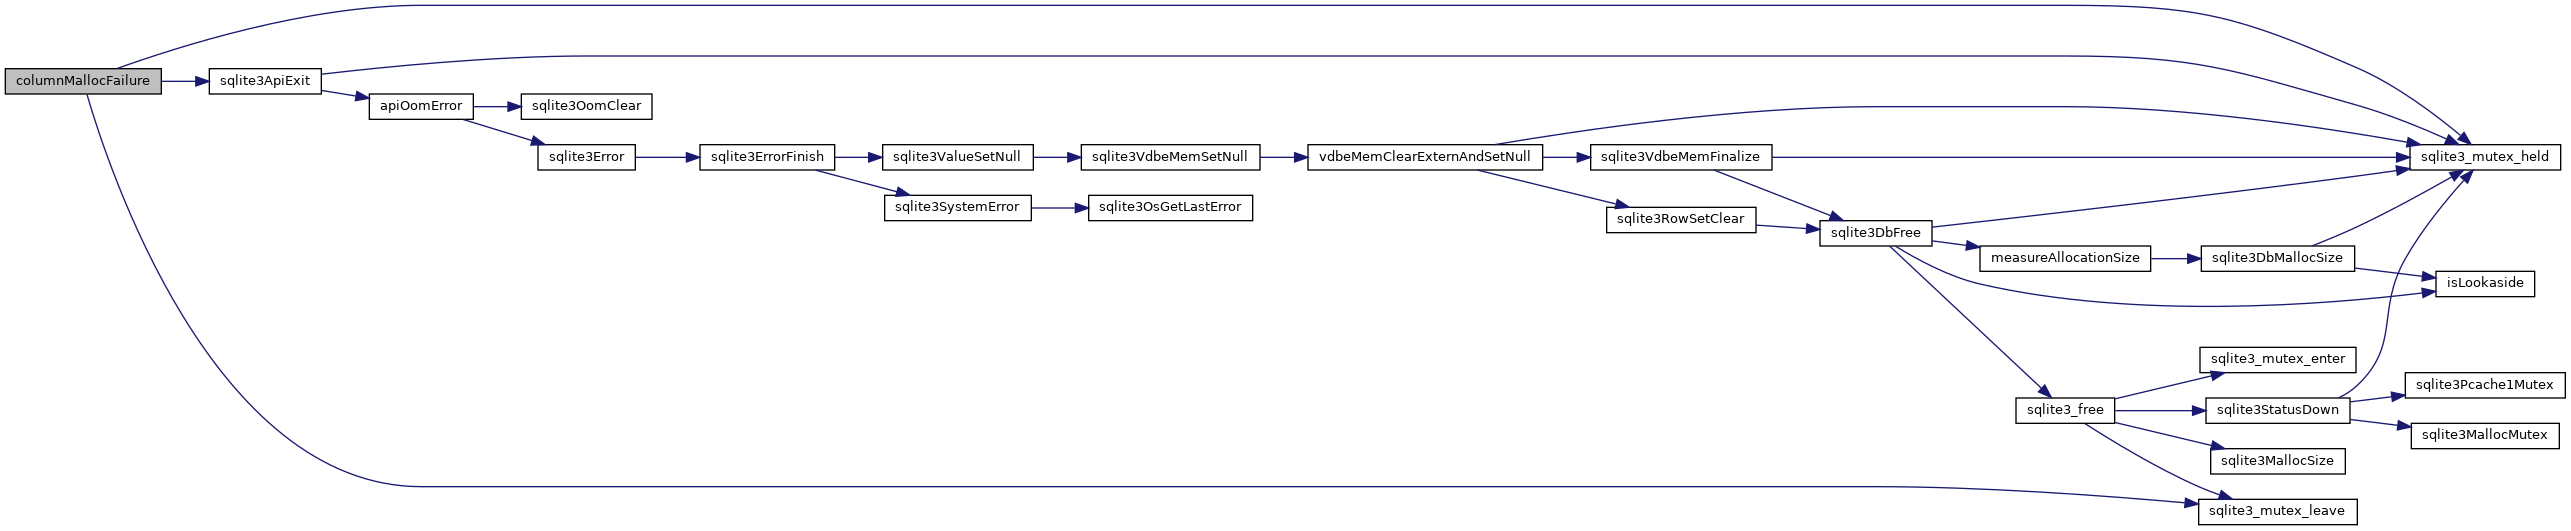 columnMallocFailure
sqlite3ApiExit
apiOomError
sqlite3OomClear
sqlite3Error
sqlite3ErrorFinish
sqlite3ValueSetNull
sqlite3VdbeMemSetNull
vdbeMemClearExternAndSetNull
sqlite3VdbeMemFinalize
sqlite3_mutex_held
sqlite3SystemError
sqlite3OsGetLastError
sqlite3RowSetClear
sqlite3DbFree
measureAllocationSize
sqlite3DbMallocSize
isLookaside
sqlite3_mutex_enter
sqlite3Pcache1Mutex
sqlite3_free
sqlite3StatusDown
sqlite3MallocMutex
sqlite3MallocSize
sqlite3_mutex_leave